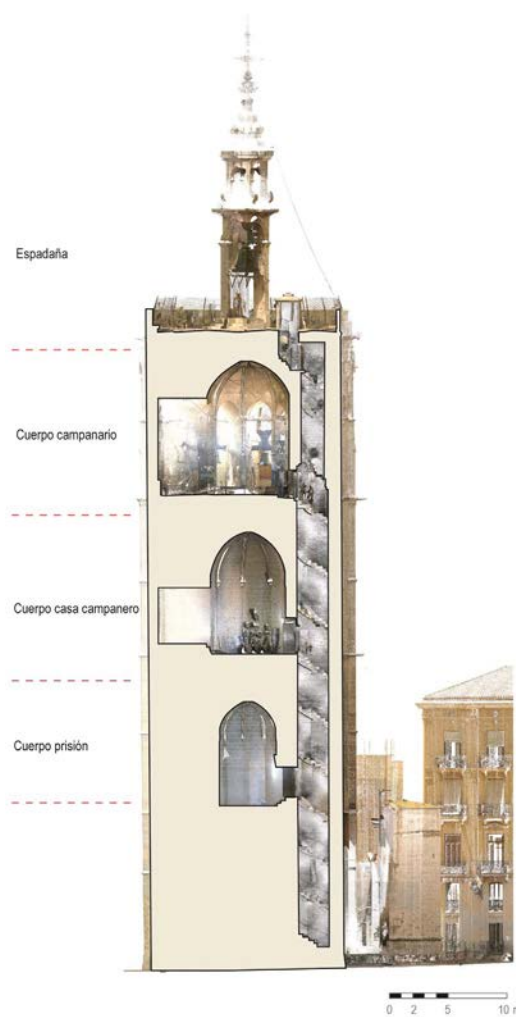 Espadaña
Cuerpo campanario
Cuerpo casa campanero
Cuerpo prisión
0 2 5 10 m